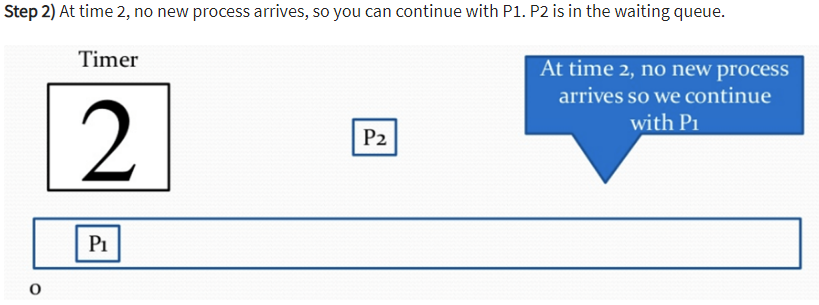 Step 2) At time 2, no new process arrives, so you can continue with P1. P2 is in the waiting queue.
Timer
2
P2
At time 2, no new process
arrives so we continue
with P1
P1
0